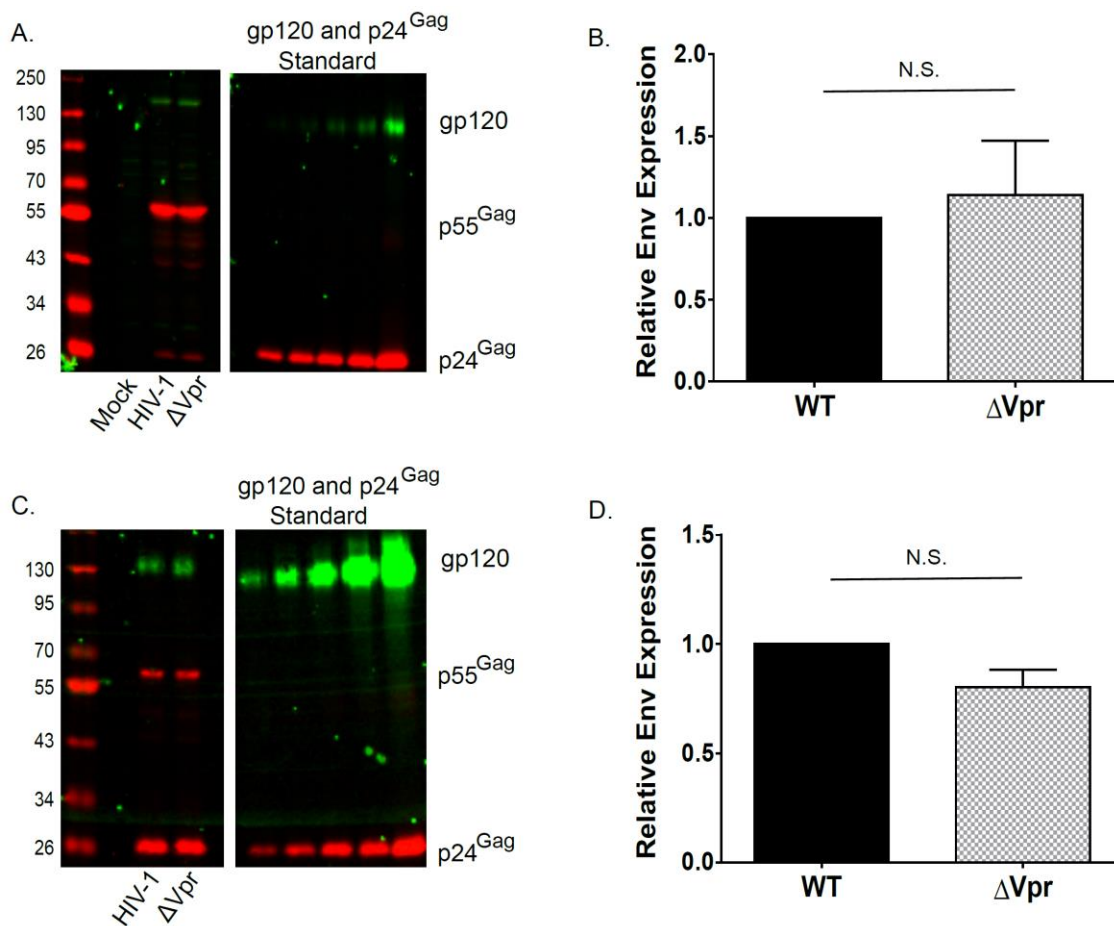 A.
gp120 and p24Gag
Standard
250
130
95
70
55
43
34
26
gp120
p55Gag
p24Gag
Mock
HIV-1
ΔVpr
B.
Relative Env Expression
2.0
1.5
1.0
0.5
0.0
N.S.
WT
ΔVpr
C.
gp120 and p24Gag
Standard
130
95
70
55
43
34
26
gp120
p55Gag
p24Gag
HIV-1
ΔVpr
D.
Relative Env Expression
1.5
1.0
0.5
0.0
N.S.
WT
ΔVpr